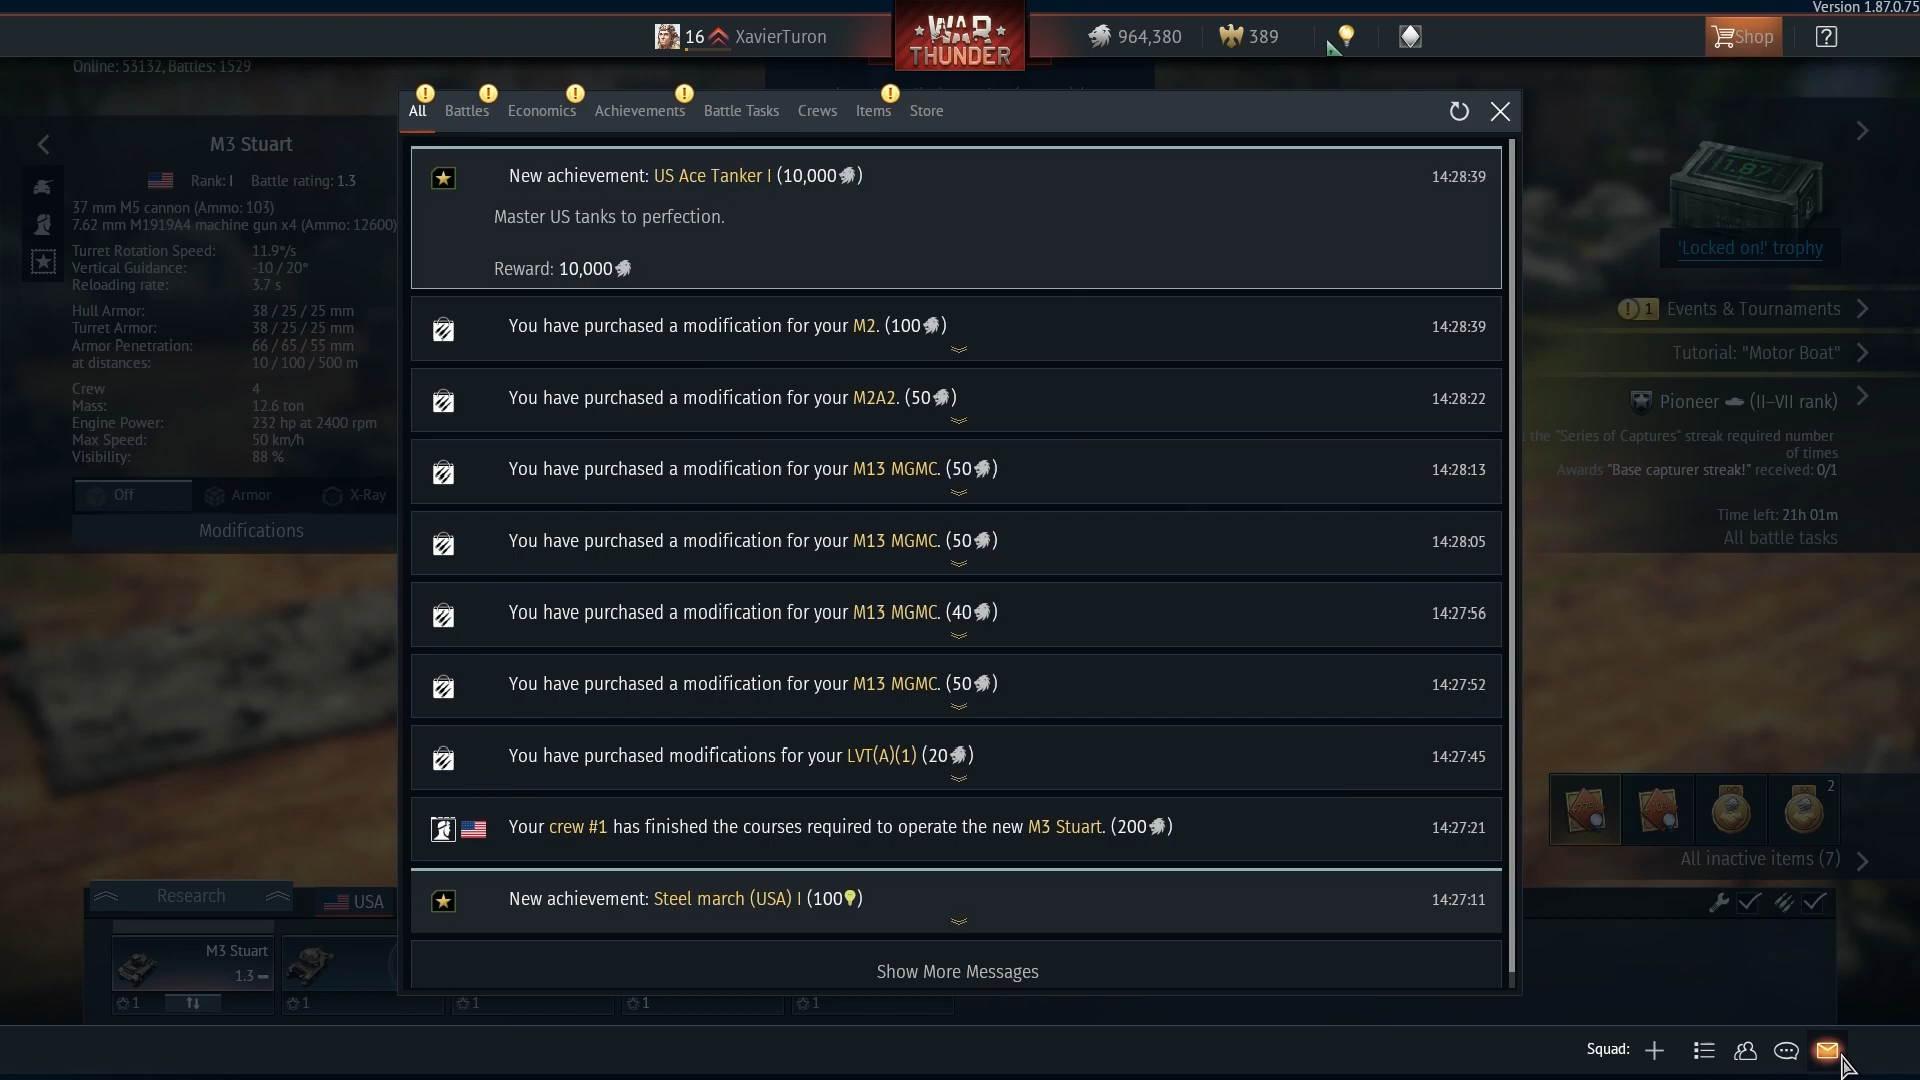 Version 1.87.0.75
16 XavierTuron
WAR THUNDER
964,380
389
Shop
Online: 53132, Battles: 1529
All
Battles
Economics
Achievements
Battle Tasks
Crews
Items
Store
M3 Stuart
Rank: I Battle rating: 1.3
37 mm M5 cannon (Ammo: 103)
7.62 mm M1919A4 machine gun x4 (Ammo: 12600)
Turret Rotation Speed: 11.9°/s
Vertical Guidance: -10 / 20°
Reloading rate: 3.7 s
Hull Armor: 38 / 25 / 25 mm
Turret Armor: 38 / 25 / 25 mm
Armor Penetration: 66 / 65 / 55 mm
at distances: 10 / 100 / 500 m
Crew 4
Mass: 12.6 ton
Engine Power: 232 hp at 2400 rpm
Max Speed: 50 km/h
Visibility: 88 %
Off
Armor
X-Ray
Modifications
New achievement: US Ace Tanker I (10,000)
14:28:39
Master US tanks to perfection.
Reward: 10,000
You have purchased a modification for your M2. (100)
14:28:39
You have purchased a modification for your M2A2. (50)
14:28:22
You have purchased a modification for your M13 MGMC. (50)
14:28:13
You have purchased a modification for your M13 MGMC. (50)
14:28:05
You have purchased a modification for your M13 MGMC. (40)
14:27:56
You have purchased a modification for your M13 MGMC. (50)
14:27:52
You have purchased modifications for your LVT(A)(1) (20)
14:27:45
Your crew #1 has finished the courses required to operate the new M3 Stuart. (200)
14:27:21
New achievement: Steel march (USA) I (100)
14:27:11
Show More Messages
1.87
'Locked on!' trophy
1 Events & Tournaments
Tutorial: "Motor Boat"
Pioneer (II–VII rank)
the "Series of Captures" streak required number
of times
Awards "Base capturer streak!" received: 0/1
Time left: 21h 01m
All battle tasks
2
All inactive items (7)
Research
USA
M3 Stuart
1.3
1
1
1
1
1
Squad: